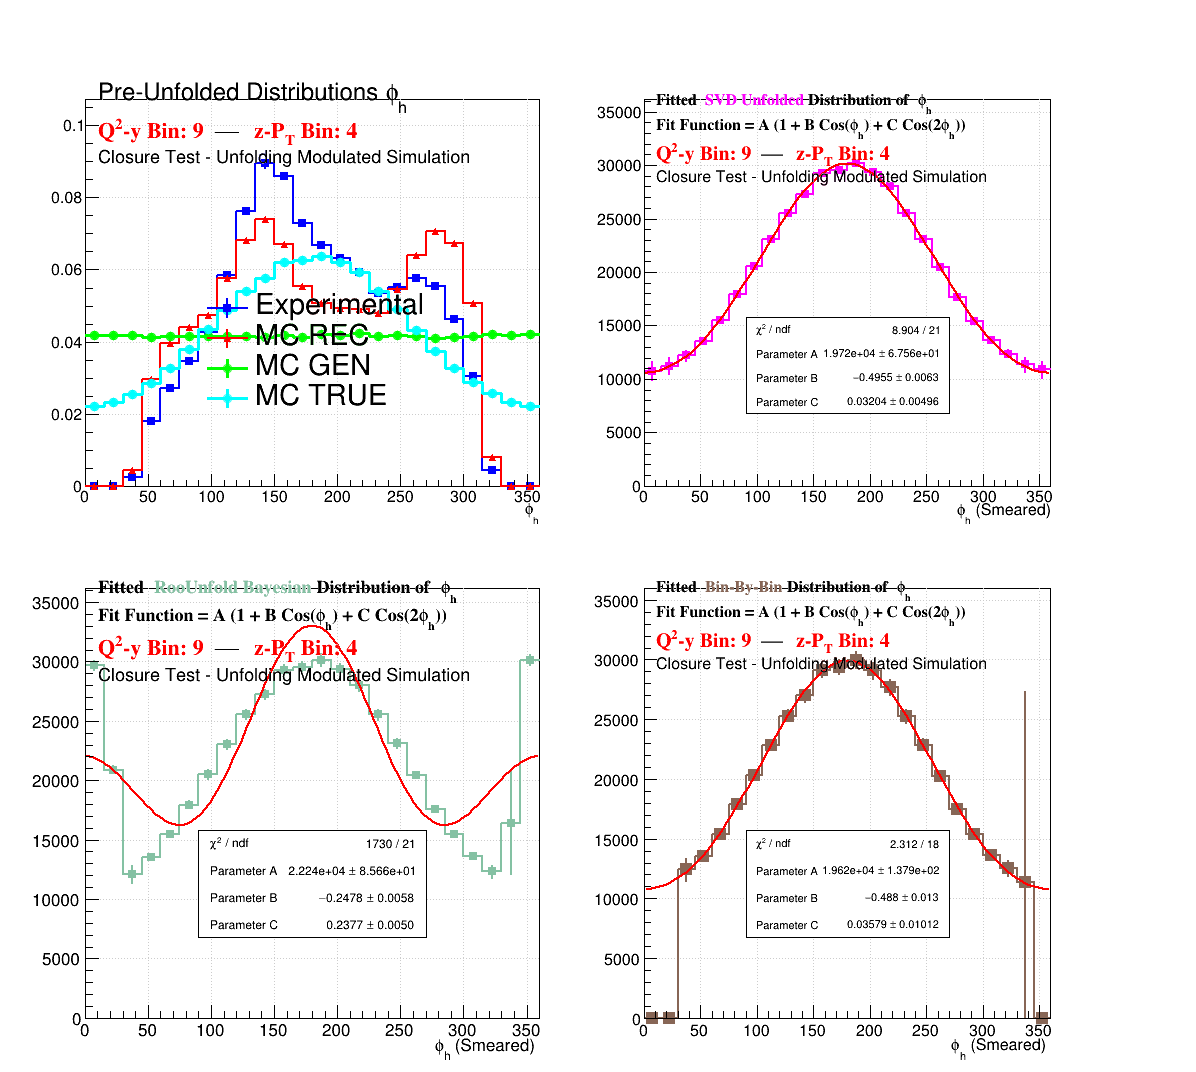 Pre-Unfolded Distributions ϕh
Q²-y Bin: 9 — z-PT Bin: 4
Closure Test - Unfolding Modulated Simulation
0.1
0.08
0.06
0.04
0.02
0
Experimental
MC REC
MC GEN
MC TRUE
50 100 150 200 250 300 350
ϕh
Fitted SVD Unfolded Distribution of ϕh
Fit Function = A (1 + B Cos(ϕh) + C Cos(2ϕh))
Q²-y Bin: 9 — z-PT Bin: 4
Closure Test - Unfolding Modulated Simulation
35000
30000
25000
20000
15000
10000
5000
0
χ² / ndf 8.904 / 21
Parameter A 1.972e+04 ± 6.756e+01
Parameter B −0.4955 ± 0.0063
Parameter C 0.03204 ± 0.00496
0 50 100 150 200 250 300 350
ϕh (Smeared)
Fitted RooUnfold Bayesian Distribution of ϕh
Fit Function = A (1 + B Cos(ϕh) + C Cos(2ϕh))
Q²-y Bin: 9 — z-PT Bin: 4
Closure Test - Unfolding Modulated Simulation
35000
30000
25000
20000
15000
10000
5000
0
χ² / ndf 1730 / 21
Parameter A 2.224e+04 ± 8.566e+01
Parameter B −0.2478 ± 0.0058
Parameter C 0.2377 ± 0.0050
0 50 100 150 200 250 300 350
ϕh (Smeared)
Fitted Bin-By-Bin Distribution of ϕh
Fit Function = A (1 + B Cos(ϕh) + C Cos(2ϕh))
Q²-y Bin: 9 — z-PT Bin: 4
Closure Test - Unfolding Modulated Simulation
35000
30000
25000
20000
15000
10000
5000
0
χ² / ndf 2.312 / 18
Parameter A 1.962e+04 ± 1.379e+02
Parameter B −0.488 ± 0.013
Parameter C 0.03579 ± 0.01012
0 50 100 150 200 250 300 350
ϕh (Smeared)